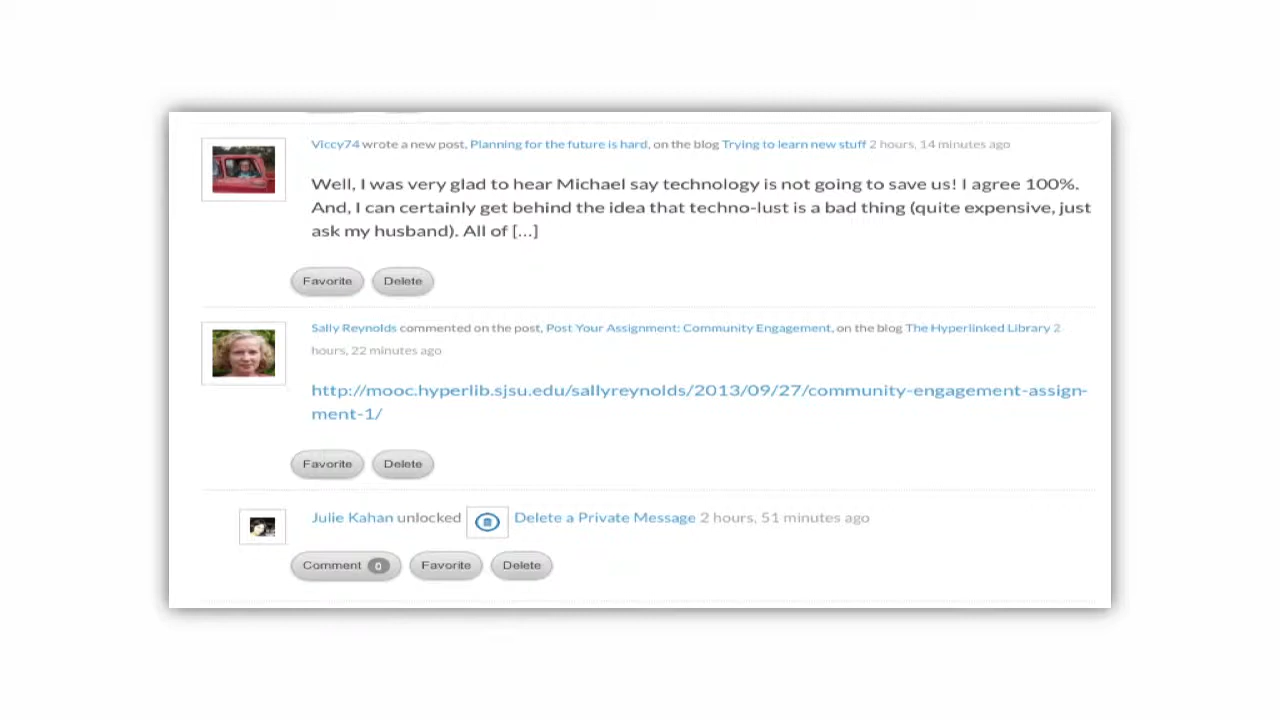 Viccy74 wrote a new post, Planning for the future is hard, on the blog Trying to learn new stuff 2 hours, 14 minutes ago
Well, I was very glad to hear Michael say technology is not going to save us! I agree 100%.
And, I can certainly get behind the idea that techno-lust is a bad thing (quite expensive, just
ask my husband). All of [...]
Favorite Delete
Sally Reynolds commented on the post, Post Your Assignment: Community Engagement, on the blog The Hyperlinked Library 2
hours, 22 minutes ago
http://mooc.hyperlib.sjsu.edu/sallyreynolds/2013/09/27/community-engagement-assign-
ment-1/
Favorite Delete
Julie Kahan unlocked Delete a Private Message 2 hours, 51 minutes ago
Comment 0 Favorite Delete